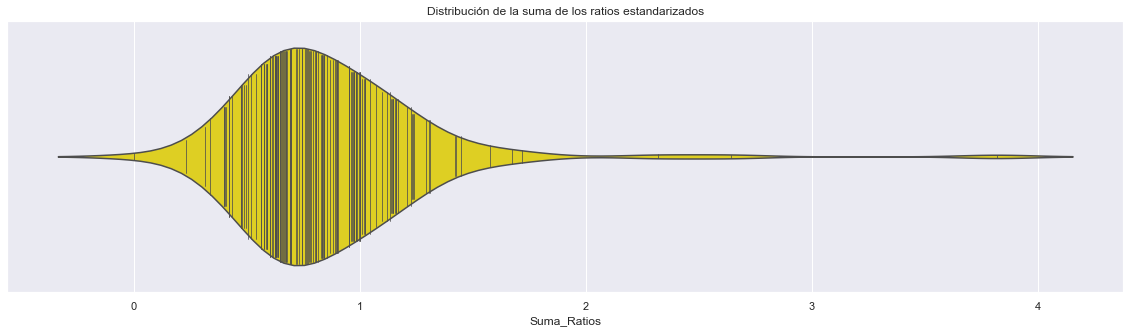 Distribución de la suma de los ratios estandarizados
0 1 2 3 4
Suma_Ratios